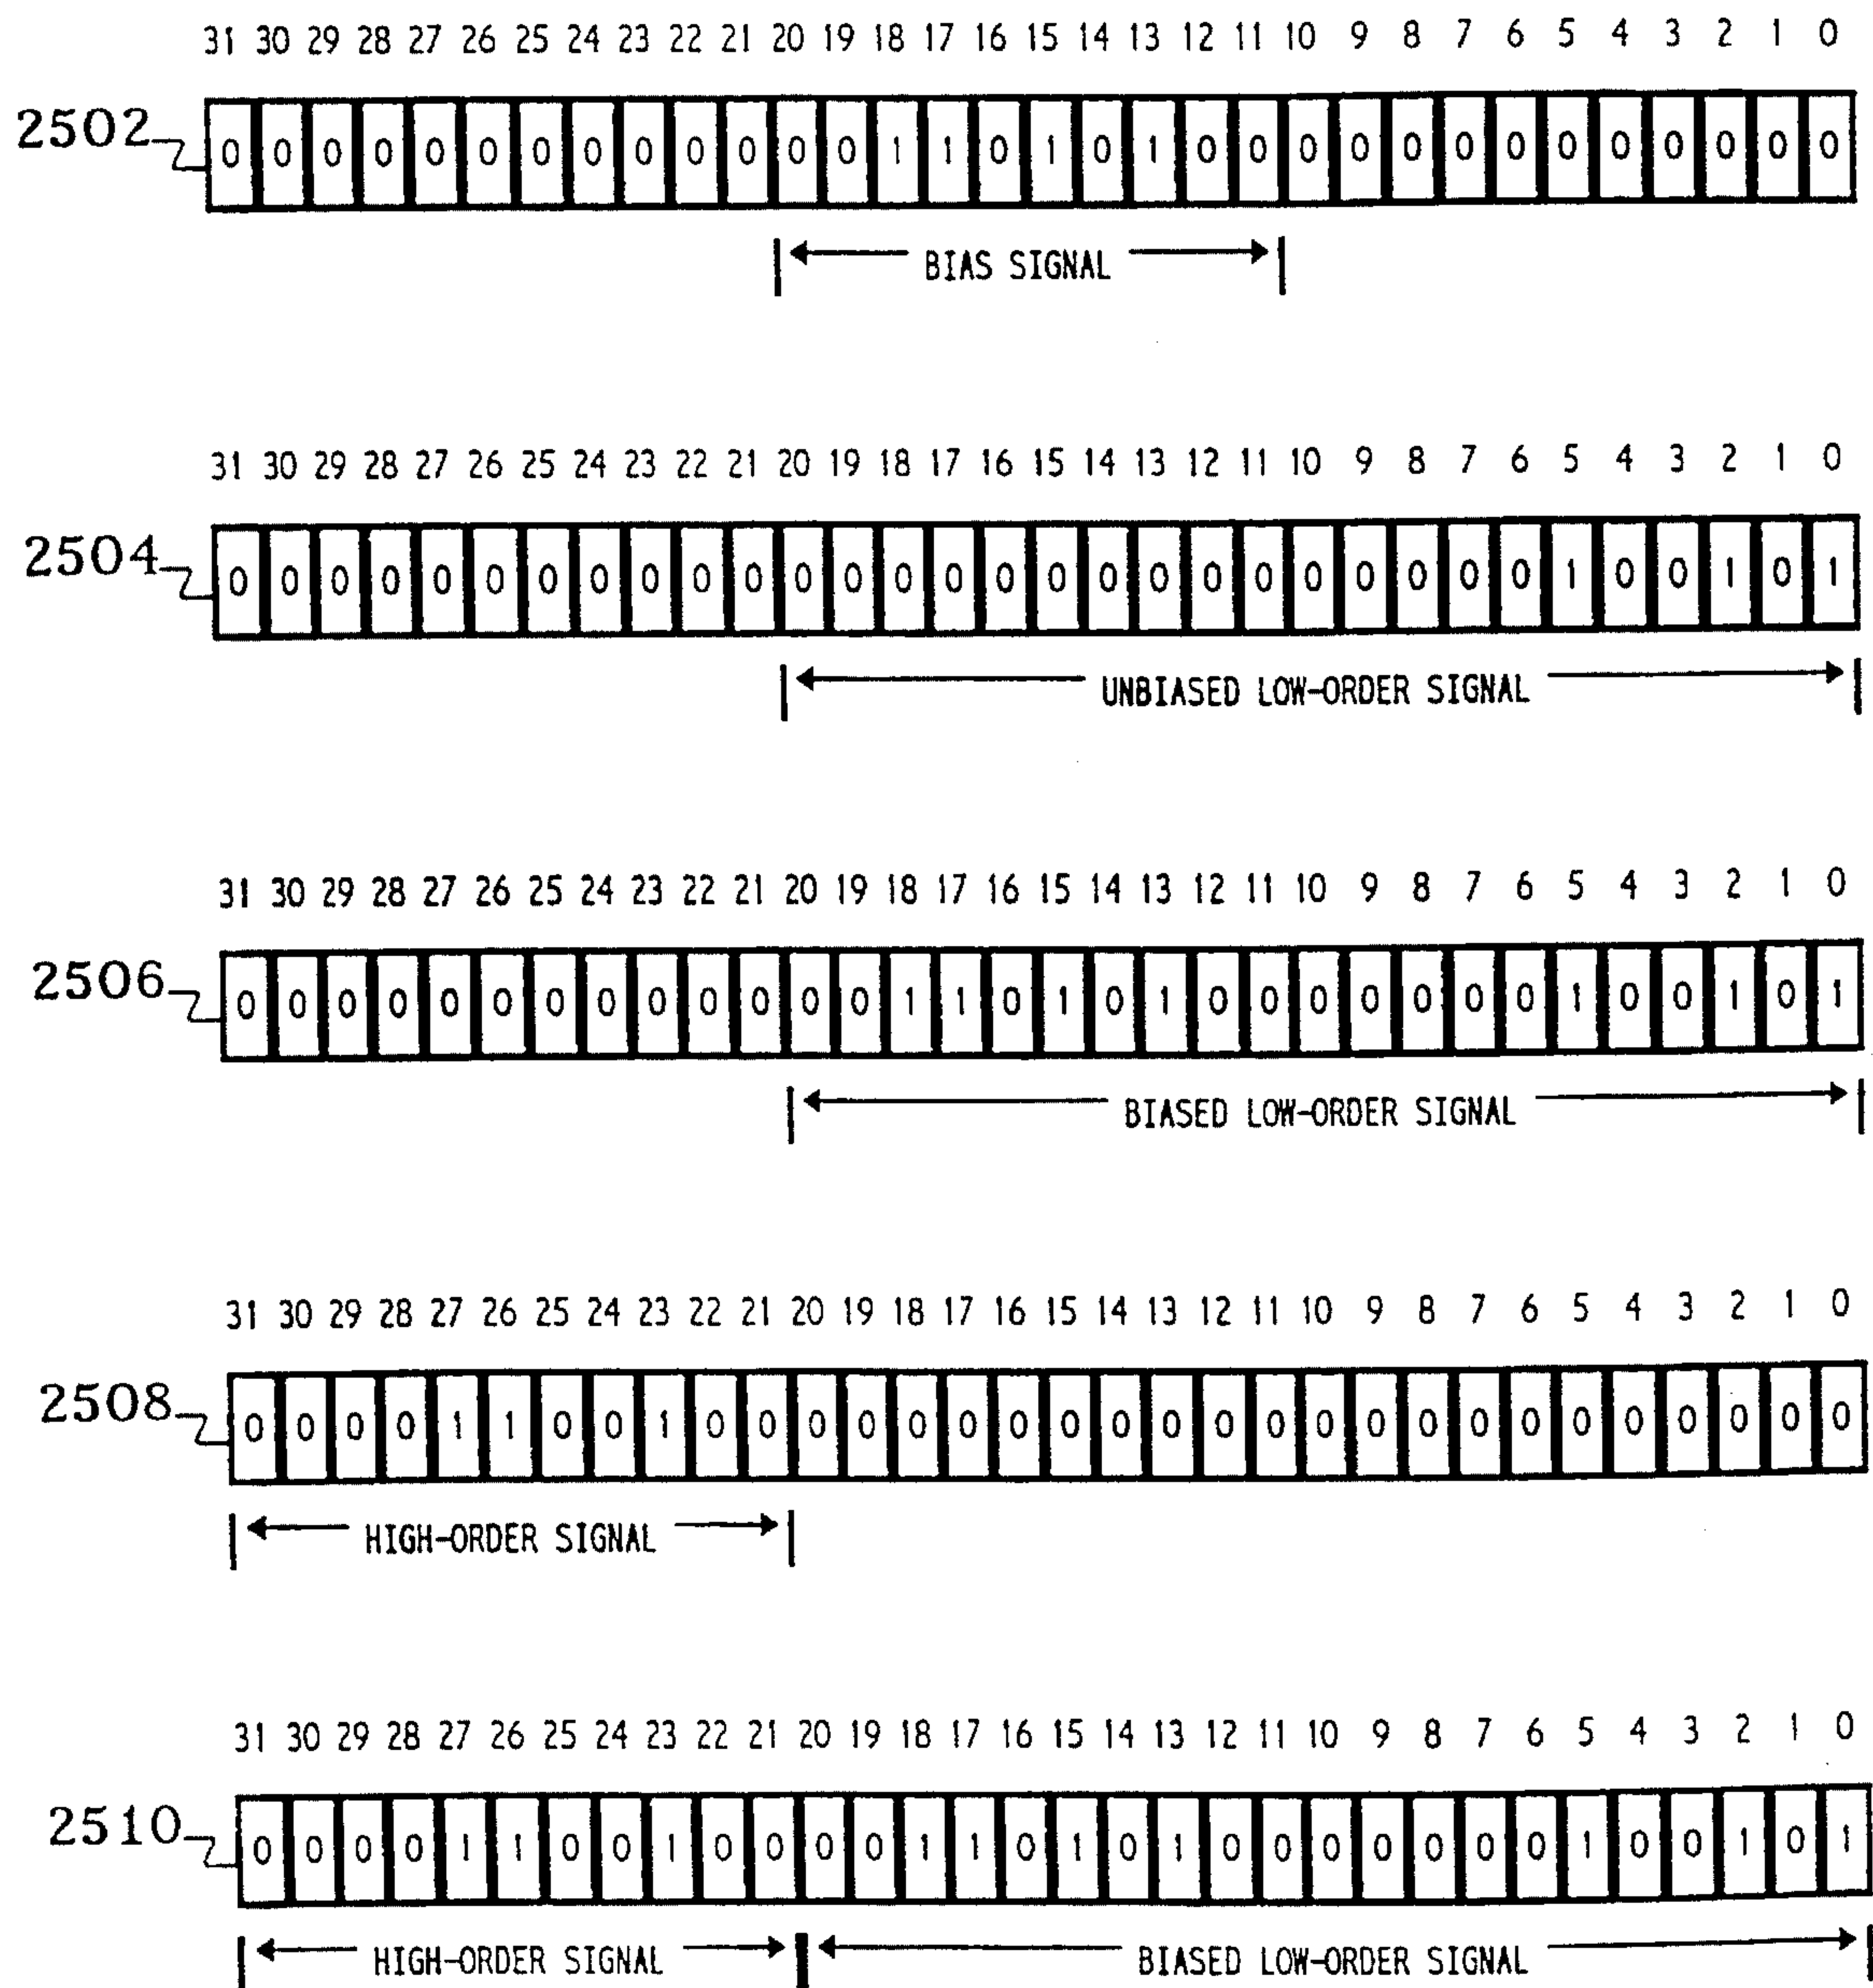 31 30 29 28 27 26 25 24 23 22 21 20 19 18 17 16 15 14 13 12 11 10 9 8 7 6 5 4 3 2 1 0
2502 0 0 0 0 0 0 0 0 0 0 0 0 0 1 1 0 1 0 1 0 0 0 0 0 0 0 0 0 0 0 0 0
BIAS SIGNAL
31 30 29 28 27 26 25 24 23 22 21 20 19 18 17 16 15 14 13 12 11 10 9 8 7 6 5 4 3 2 1 0
2504 0 0 0 0 0 0 0 0 0 0 0 0 0 0 0 0 0 0 0 0 0 0 0 0 0 0 1 0 0 1 0 1
UNBIASED LOW-ORDER SIGNAL
31 30 29 28 27 26 25 24 23 22 21 20 19 18 17 16 15 14 13 12 11 10 9 8 7 6 5 4 3 2 1 0
2506 0 0 0 0 0 0 0 0 0 0 0 0 0 1 1 0 1 0 1 0 0 0 0 0 0 0 1 0 0 1 0 1
BIASED LOW-ORDER SIGNAL
31 30 29 28 27 26 25 24 23 22 21 20 19 18 17 16 15 14 13 12 11 10 9 8 7 6 5 4 3 2 1 0
2508 0 0 0 0 1 1 0 0 1 0 0 0 0 0 0 0 0 0 0 0 0 0 0 0 0 0 0 0 0 0 0 0
HIGH-ORDER SIGNAL
31 30 29 28 27 26 25 24 23 22 21 20 19 18 17 16 15 14 13 12 11 10 9 8 7 6 5 4 3 2 1 0
2510 0 0 0 0 1 1 0 0 1 0 0 0 0 1 1 0 1 0 1 0 0 0 0 0 0 0 1 0 0 1 0 1
HIGH-ORDER SIGNAL BIASED LOW-ORDER SIGNAL